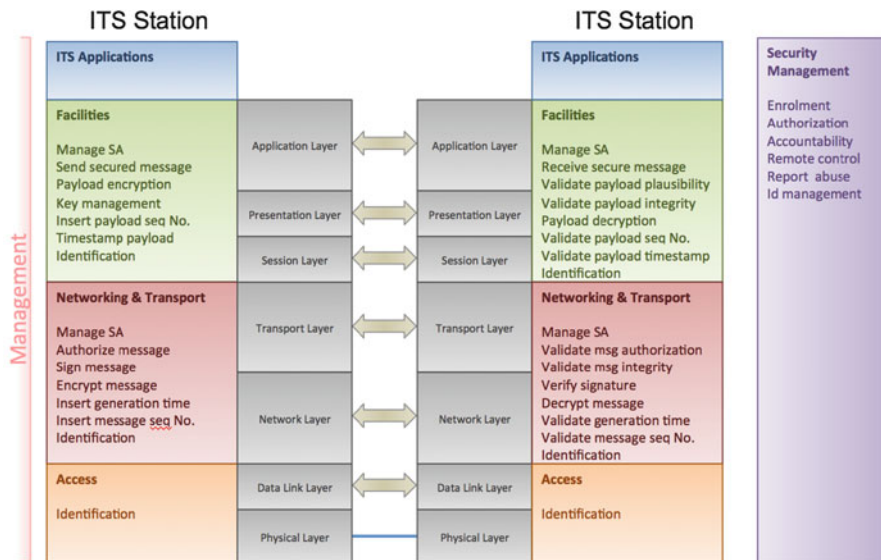 ITS Station
ITS Station
Management
ITS Applications
Facilities
Manage SA
Send secured message
Payload encryption
Key management
Insert payload seq No.
Timestamp payload
Identification
Networking & Transport
Manage SA
Authorize message
Sign message
Encrypt message
Insert generation time
Insert message seq No.
Identification
Access
Identification
Application Layer
Presentation Layer
Session Layer
Transport Layer
Network Layer
Data Link Layer
Physical Layer
Application Layer
Presentation Layer
Session Layer
Transport Layer
Network Layer
Data Link Layer
Physical Layer
ITS Applications
Facilities
Manage SA
Receive secure message
Validate payload plausibility
Validate payload integrity
Payload decryption
Validate payload seq No.
Validate payload timestamp
Identification
Networking & Transport
Manage SA
Validate msg authorization
Validate msg integrity
Verify signature
Decrypt message
Validate generation time
Validate message seq No.
Identification
Access
Identification
Security
Management
Enrolment
Authorization
Accountability
Remote control
Report abuse
Id management